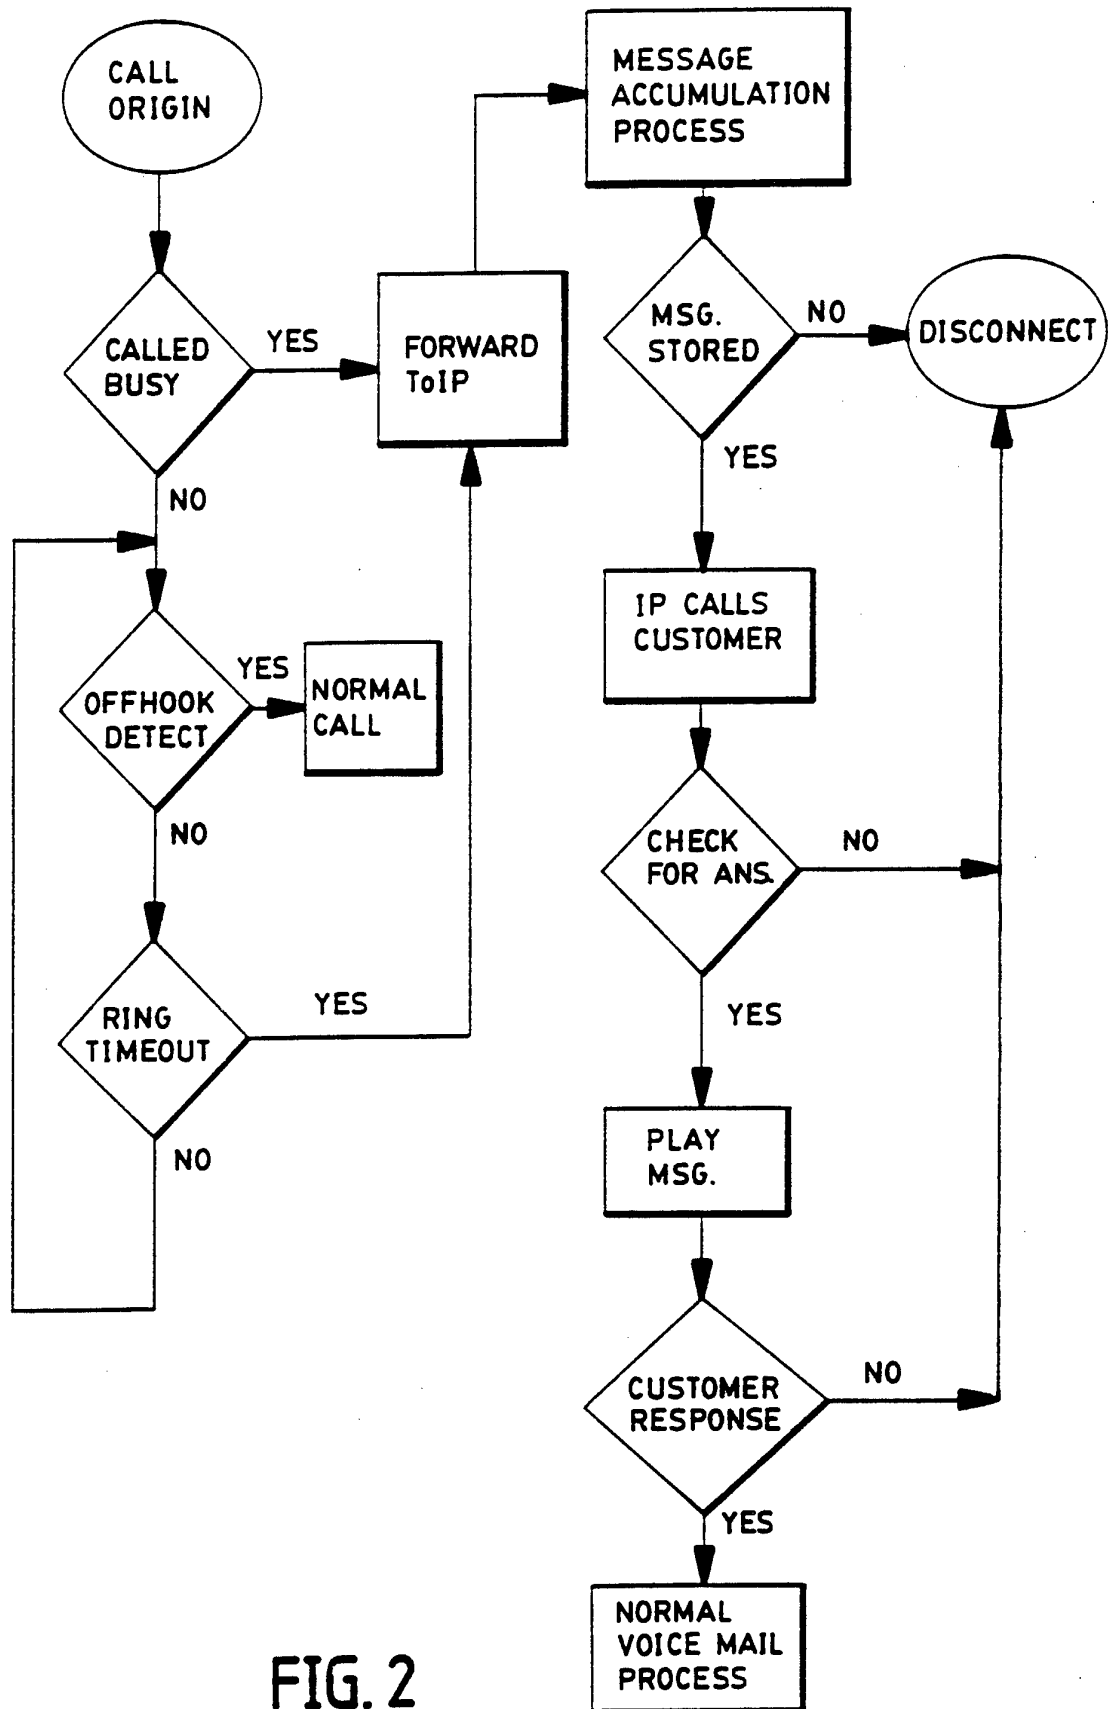 CALL
ORIGIN
CALLED
BUSY
YES
NO
FORWARD
ToIP
OFFHOOK
DETECT
YES
NO
NORMAL
CALL
RING
TIMEOUT
YES
NO
MESSAGE
ACCUMULATION
PROCESS
MSG.
STORED
NO
YES
DISCONNECT
IP CALLS
CUSTOMER
CHECK
FOR ANS.
NO
YES
PLAY
MSG.
CUSTOMER
RESPONSE
NO
YES
NORMAL
VOICE MAIL
PROCESS
FIG. 2